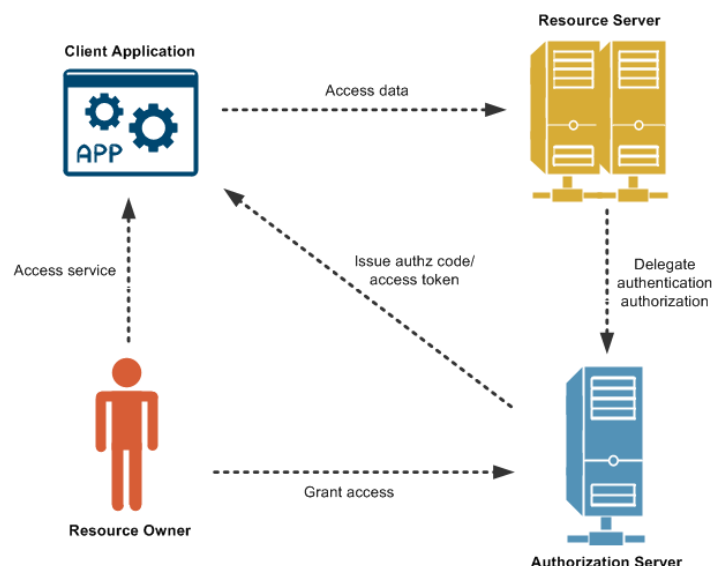 Resource Server
Client Application
Access data
APP
Access service
Issue authz code/
access token
Delegate
authentication
authorization
Grant access
Resource Owner
Authorization Server